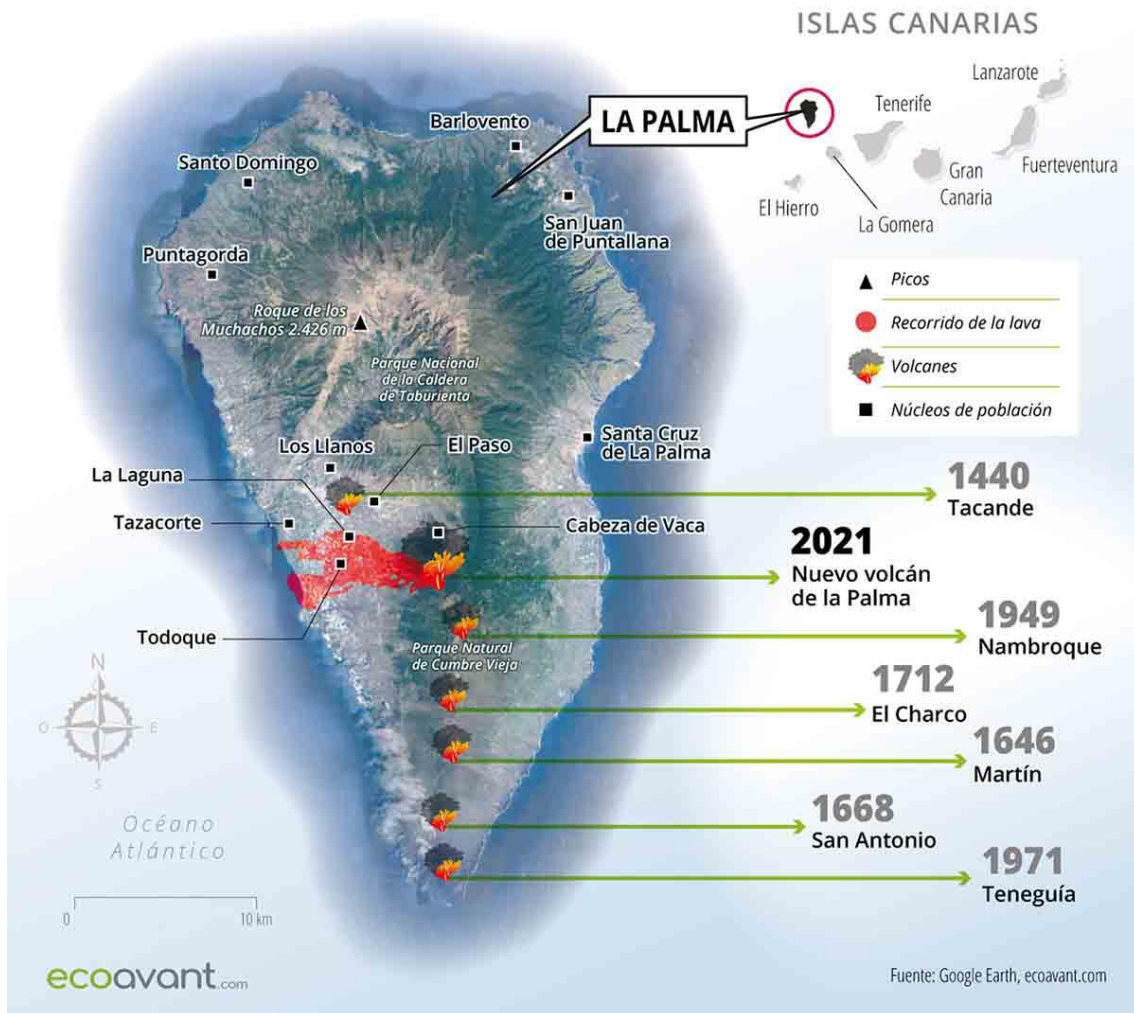 ISLAS CANARIAS
Lanzarote
Tenerife
Fuerteventura
Gran
Canaria
El Hierro
La Gomera
LA PALMA
Barlovento
Santo Domingo
San Juan
de Puntallana
Puntagorda
Roque de los
Muchachos 2.426 m
Parque Nacional
de la Caldera
de Taburienta
Picos
Recorrido de la lava
Volcanes
Núcleos de población
Los Llanos
El Paso
Santa Cruz
de La Palma
La Laguna
Tazacorte
Cabeza de Vaca
Todoque
Parque Natural
de Cumbre Vieja
1440
Tacande
2021
Nuevo volcán
de la Palma
1949
Nambroque
1712
El Charco
1646
Martín
1668
San Antonio
1971
Teneguía
N
O
E
S
Océano
Atlántico
0
10 km
ecoavant.com
Fuente: Google Earth, ecoavant.com